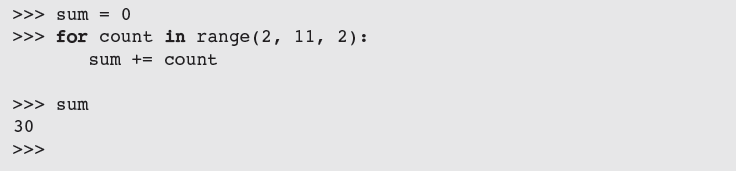 >>> sum = 0
>>> for count in range(2, 11, 2):
        sum += count
>>> sum
30
>>>